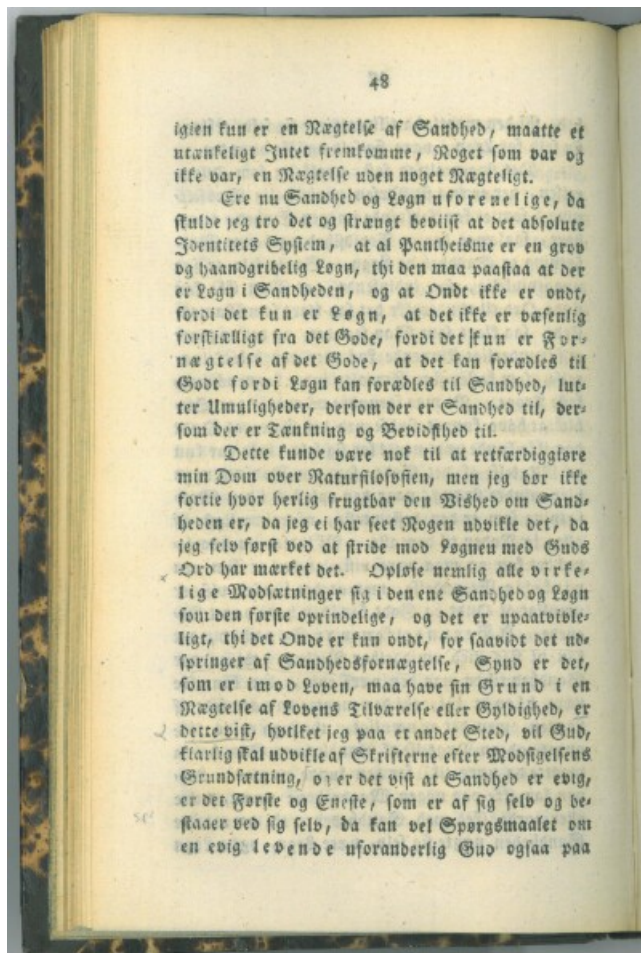 48
igien kun er en Nægtelse af Sandhed, maatte et
utænkeligt Intet fremkomme, Noget som var og
ikke var, en Nægtelse uden noget Nægteligt.
Ere nu Sandhed og Løgn uforenelige, da
skulde jeg tro det og strængt beviist at det absolute
Identitets System, at al Pantheisme er en grov
og haandgribelig Løgn, thi den maa paastaa at der
er Løgn i Sandheden, og at Ondt ikke er ondt,
fordi det kun er Løgn, at det ikke er væsenlig
forskiælligt fra det Gode, fordi det kun er For-
nægtelse af det Gode, at det kan forædles til
Godt fordi Løgn kan forædles til Sandhed, lut-
ter Umuligheder, dersom der er Sandhed til, der-
som der er Tænkning og Bevidsthed til.
Dette kunde være nok til at retfærdiggiøre
min Dom over Naturfilosofien, men jeg bør ikke
fortie hvor herlig frugtbar den Vished om Sand-
heden er, da jeg ei har seet Nogen udvikle det, da
jeg selv først ved at stride mod Løgnen med Guds
Ord har mærket det. Opløse nemlig alle virke-
lige Modsætninger sig i den ene Sandhed og Løgn
som den første oprindelige, og det er upaatvivle-
ligt, thi det Onde er kun ondt, for saavidt det ud-
springer af Sandhedsfornægtelse, Synd er det,
som er imod Loven, maa have sin Grund i en
Nægtelse af Lovens Tilværelse eller Gyldighed, er
dette vist, hvilket jeg paa et andet Sted, vil Gud,
klarlig skal udvikle af Skrifterne efter Modsigelsens
Grundsætning, og er det vist at Sandhed er evig,
er det Første og Eneste, som er af sig selv og be-
staaer ved sig selv, da kan vel Spørgsmaalet om
en evig levende uforanderlig Gud ogsaa paa